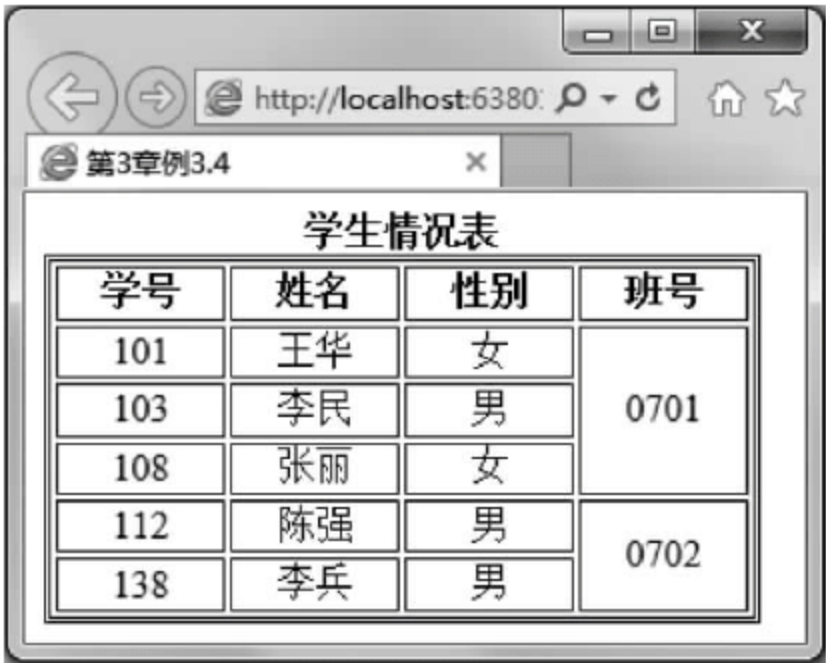 http://localhost:6380
第3章例3.4
学生情况表
学号 姓名 性别 班号
101 王华 女 0701
103 李民 男
108 张丽 女
112 陈强 男 0702
138 李兵 男